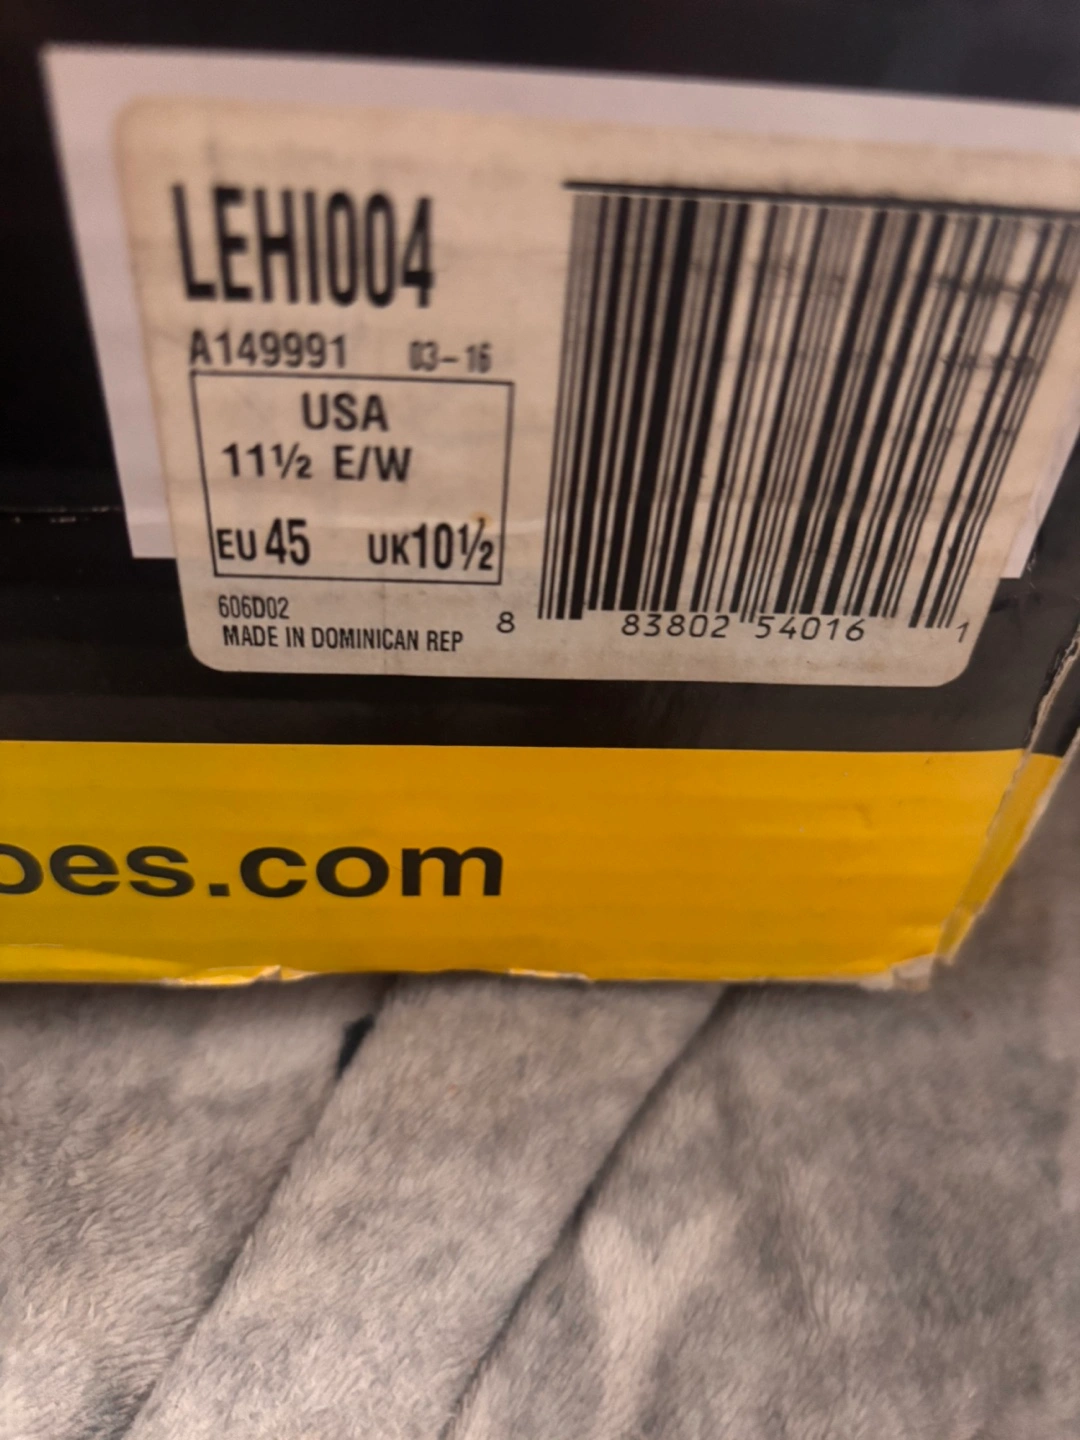 LEHI004
A149991 03-16
USA
11½ E/W
EU 45 UK 10½
606D02
MADE IN DOMINICAN REP
8 83802 54016 1
oes.com